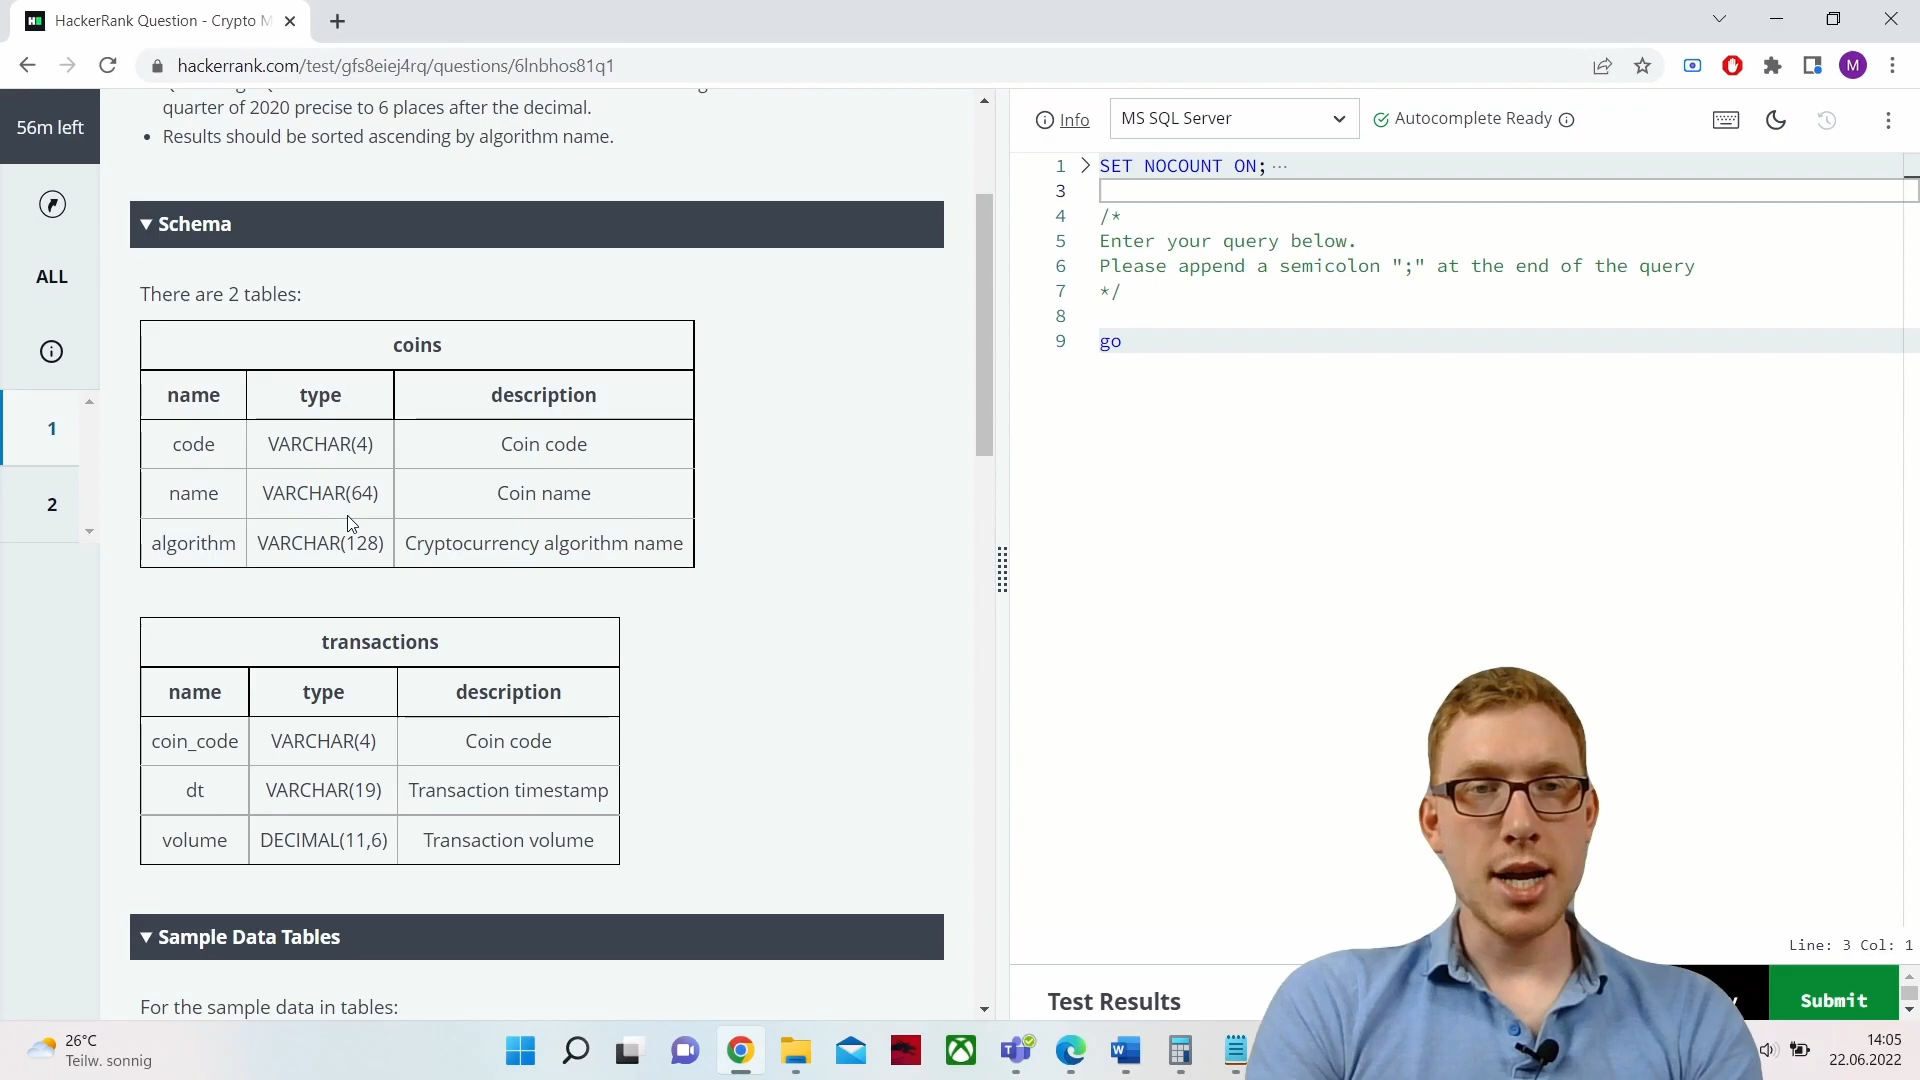 HackerRank Question - Crypto M
hackerrank.com/test/gfs8eiej4rq/questions/6lnbhos81q1
M
56m left
ALL
1
2
quarter of 2020 precise to 6 places after the decimal.
• Results should be sorted ascending by algorithm name.
Schema
There are 2 tables:
coins
name type description
code VARCHAR(4) Coin code
name VARCHAR(64) Coin name
algorithm VARCHAR(128) Cryptocurrency algorithm name
transactions
name type description
coin_code VARCHAR(4) Coin code
dt VARCHAR(19) Transaction timestamp
volume DECIMAL(11,6) Transaction volume
Sample Data Tables
For the sample data in tables:
Info MS SQL Server Autocomplete Ready
1 SET NOCOUNT ON; ···
3
4 /*
5 Enter your query below.
6 Please append a semicolon ";" at the end of the query
7 */
8
9 go
Line: 3 Col: 1
Test Results
Submit
26°C
Teilw. sonnig
14:05
22.06.2022